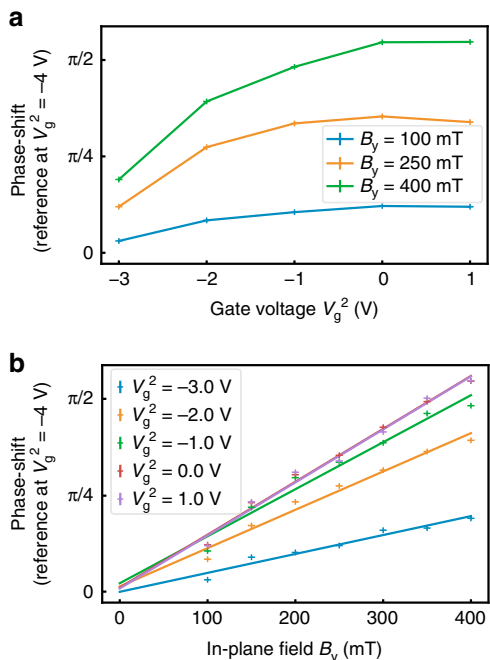 a
Phase-shift
(reference at V_g^2 = −4 V)
π/2
π/4
0
B_y = 100 mT
B_y = 250 mT
B_y = 400 mT
−3 −2 −1 0 1
Gate voltage V_g^2 (V)
b
Phase-shift
(reference at V_g^2 = −4 V)
π/2
π/4
0
V_g^2 = −3.0 V
V_g^2 = −2.0 V
V_g^2 = −1.0 V
V_g^2 = 0.0 V
V_g^2 = 1.0 V
0 100 200 300 400
In-plane field B_y (mT)